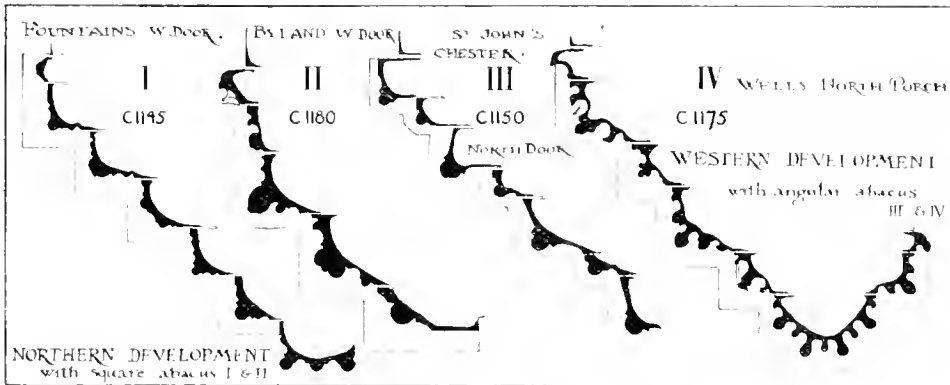 FOUNTAINS W. DOOR.
I
C1195
BYLAND W DOOR
II
C1180
ST JOHN'S
CHESTER.
III
C1150
NORTH DOOR
IV WELLS NORTH PORCH
C1175
WESTERN DEVELOPMENT
with angular abacus
III & IV
NORTHERN DEVELOPMENT
with square abacus I & II